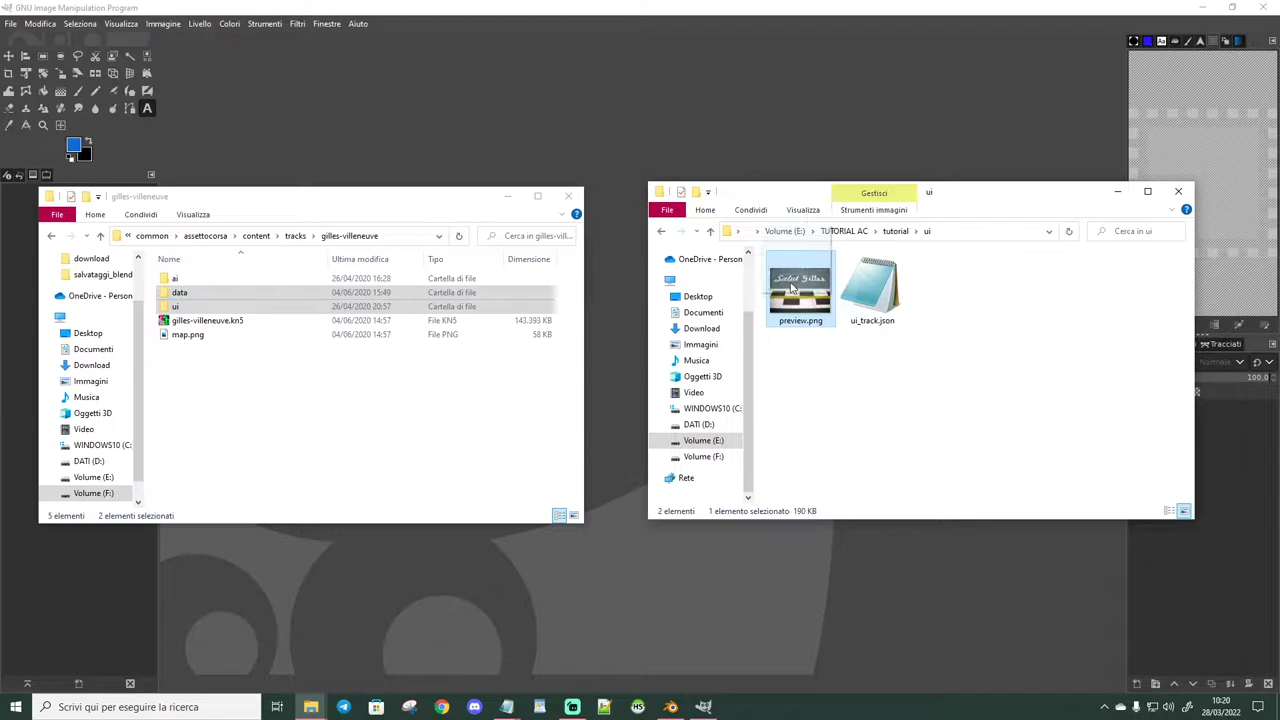 GNU Image Manipulation Program
File Modifica Seleziona Visualizza Immagine Livello Colori Strumenti Filtri Finestre Aiuto
gilles-villeneuve
File Home Condividi Visualizza
« common assettocorsa content tracks gilles-villeneuve
Cerca in gilles-vill...
download
salvataggi_blend
OneDrive - Person
Desktop
Documenti
Download
Immagini
Musica
Oggetti 3D
Video
WINDOWS10 (C:
DATI (D:)
Volume (E:)
Volume (F:)
Nome Ultima modifica Tipo Dimensione
ai 26/04/2020 16:28 Cartella di file
data 04/06/2020 15:49 Cartella di file
ui 26/04/2020 20:57 Cartella di file
gilles-villeneuve.kn5 04/06/2020 14:57 File KN5 143.393 KB
map.png 04/06/2020 14:57 File PNG 58 KB
5 elementi 2 elementi selezionati
Gestisci ui
File Home Condividi Visualizza Strumenti immagini
Volume (E:) TUTORIAL AC tutorial ui
Cerca in ui
OneDrive - Person
Desktop
Documenti
Download
Immagini
Musica
Oggetti 3D
Video
WINDOWS10 (C:
DATI (D:)
Volume (E:)
Volume (F:)
Rete
preview.png
ui_track.json
2 elementi 1 elemento selezionato 190 KB
Tracciati
Normale
100,0
Scrivi qui per eseguire la ricerca
10:20
28/03/2022